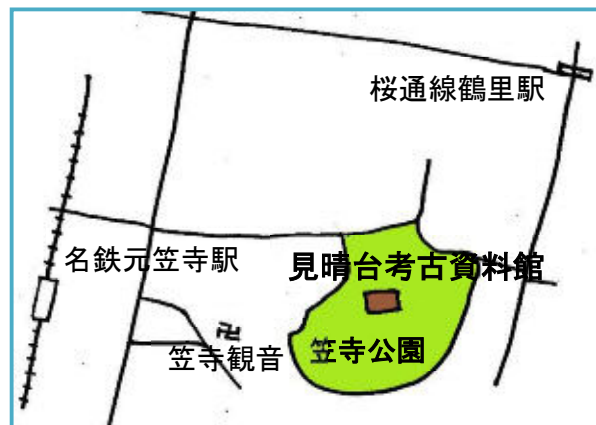 桜通線鶴里駅
名鉄元笠寺駅
見晴台考古資料館
卍
笠寺観音
笠寺公園